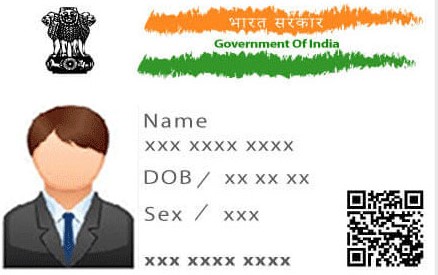 भारत सरकार
Government Of India
Name
xxx xxxx xxxx
DOB / xx xx xx
Sex / xxx
xxx xxxx xxxx